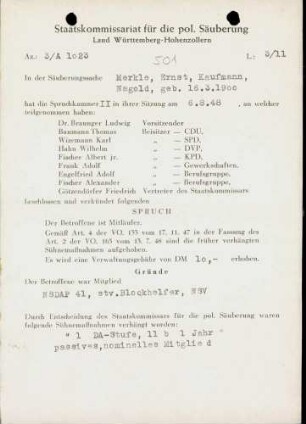 Staatskommissariat für die pol. Säuberung
Land Württemberg-Hohenzollern
Az.: 3/A 1023
L.: 3/11
501
In der Säuberungssache Merkle, Ernst, Kaufmann,
Nagold, geb. 16.3.1900
hat die Spruchkammer II in ihrer Sitzung am 6.8.48 , an welcher
teilgenommen haben:
Dr. Braunger Ludwig Vorsitzender
Baumann Thomas Beisitzer — CDU,
Wizemann Karl „ — SPD,
Hahn Wilhelm „ — DVP,
Fischer Albert jr. „ — KPD,
Frank Adolf „ — Gewerkschaften,
Engelfried Adolf „ — Berufsgruppe,
Fischer Alexander „ — Berufsgruppe,
Götzendörfer Friedrich Vertreter des Staatskommissariats
beschlossen und verkündet folgenden
SPRUCH
Der Betroffene ist Mitläufer.
Gemäß Art. 4 der VO. 133 vom 17. 11. 47 in der Fassung des
Art. 2 der VO. 165 vom 13. 7. 48 sind die früher verhängten
Sühnemaßnahmen aufgehoben.
Es wird eine Verwaltungsgebühr von DM 10,- erhoben.
Gründe
Der Betroffene war Mitglied
NSDAP 41, stv.Blockhelfer, NSV
Durch Entscheidung des Staatskommissars für die pol. Säuberung waren
folgende Sühnemaßnahmen verhängt worden:
" 1 DA-Stufe, 11 b 1 Jahr "
passives,nominelles Mitglied